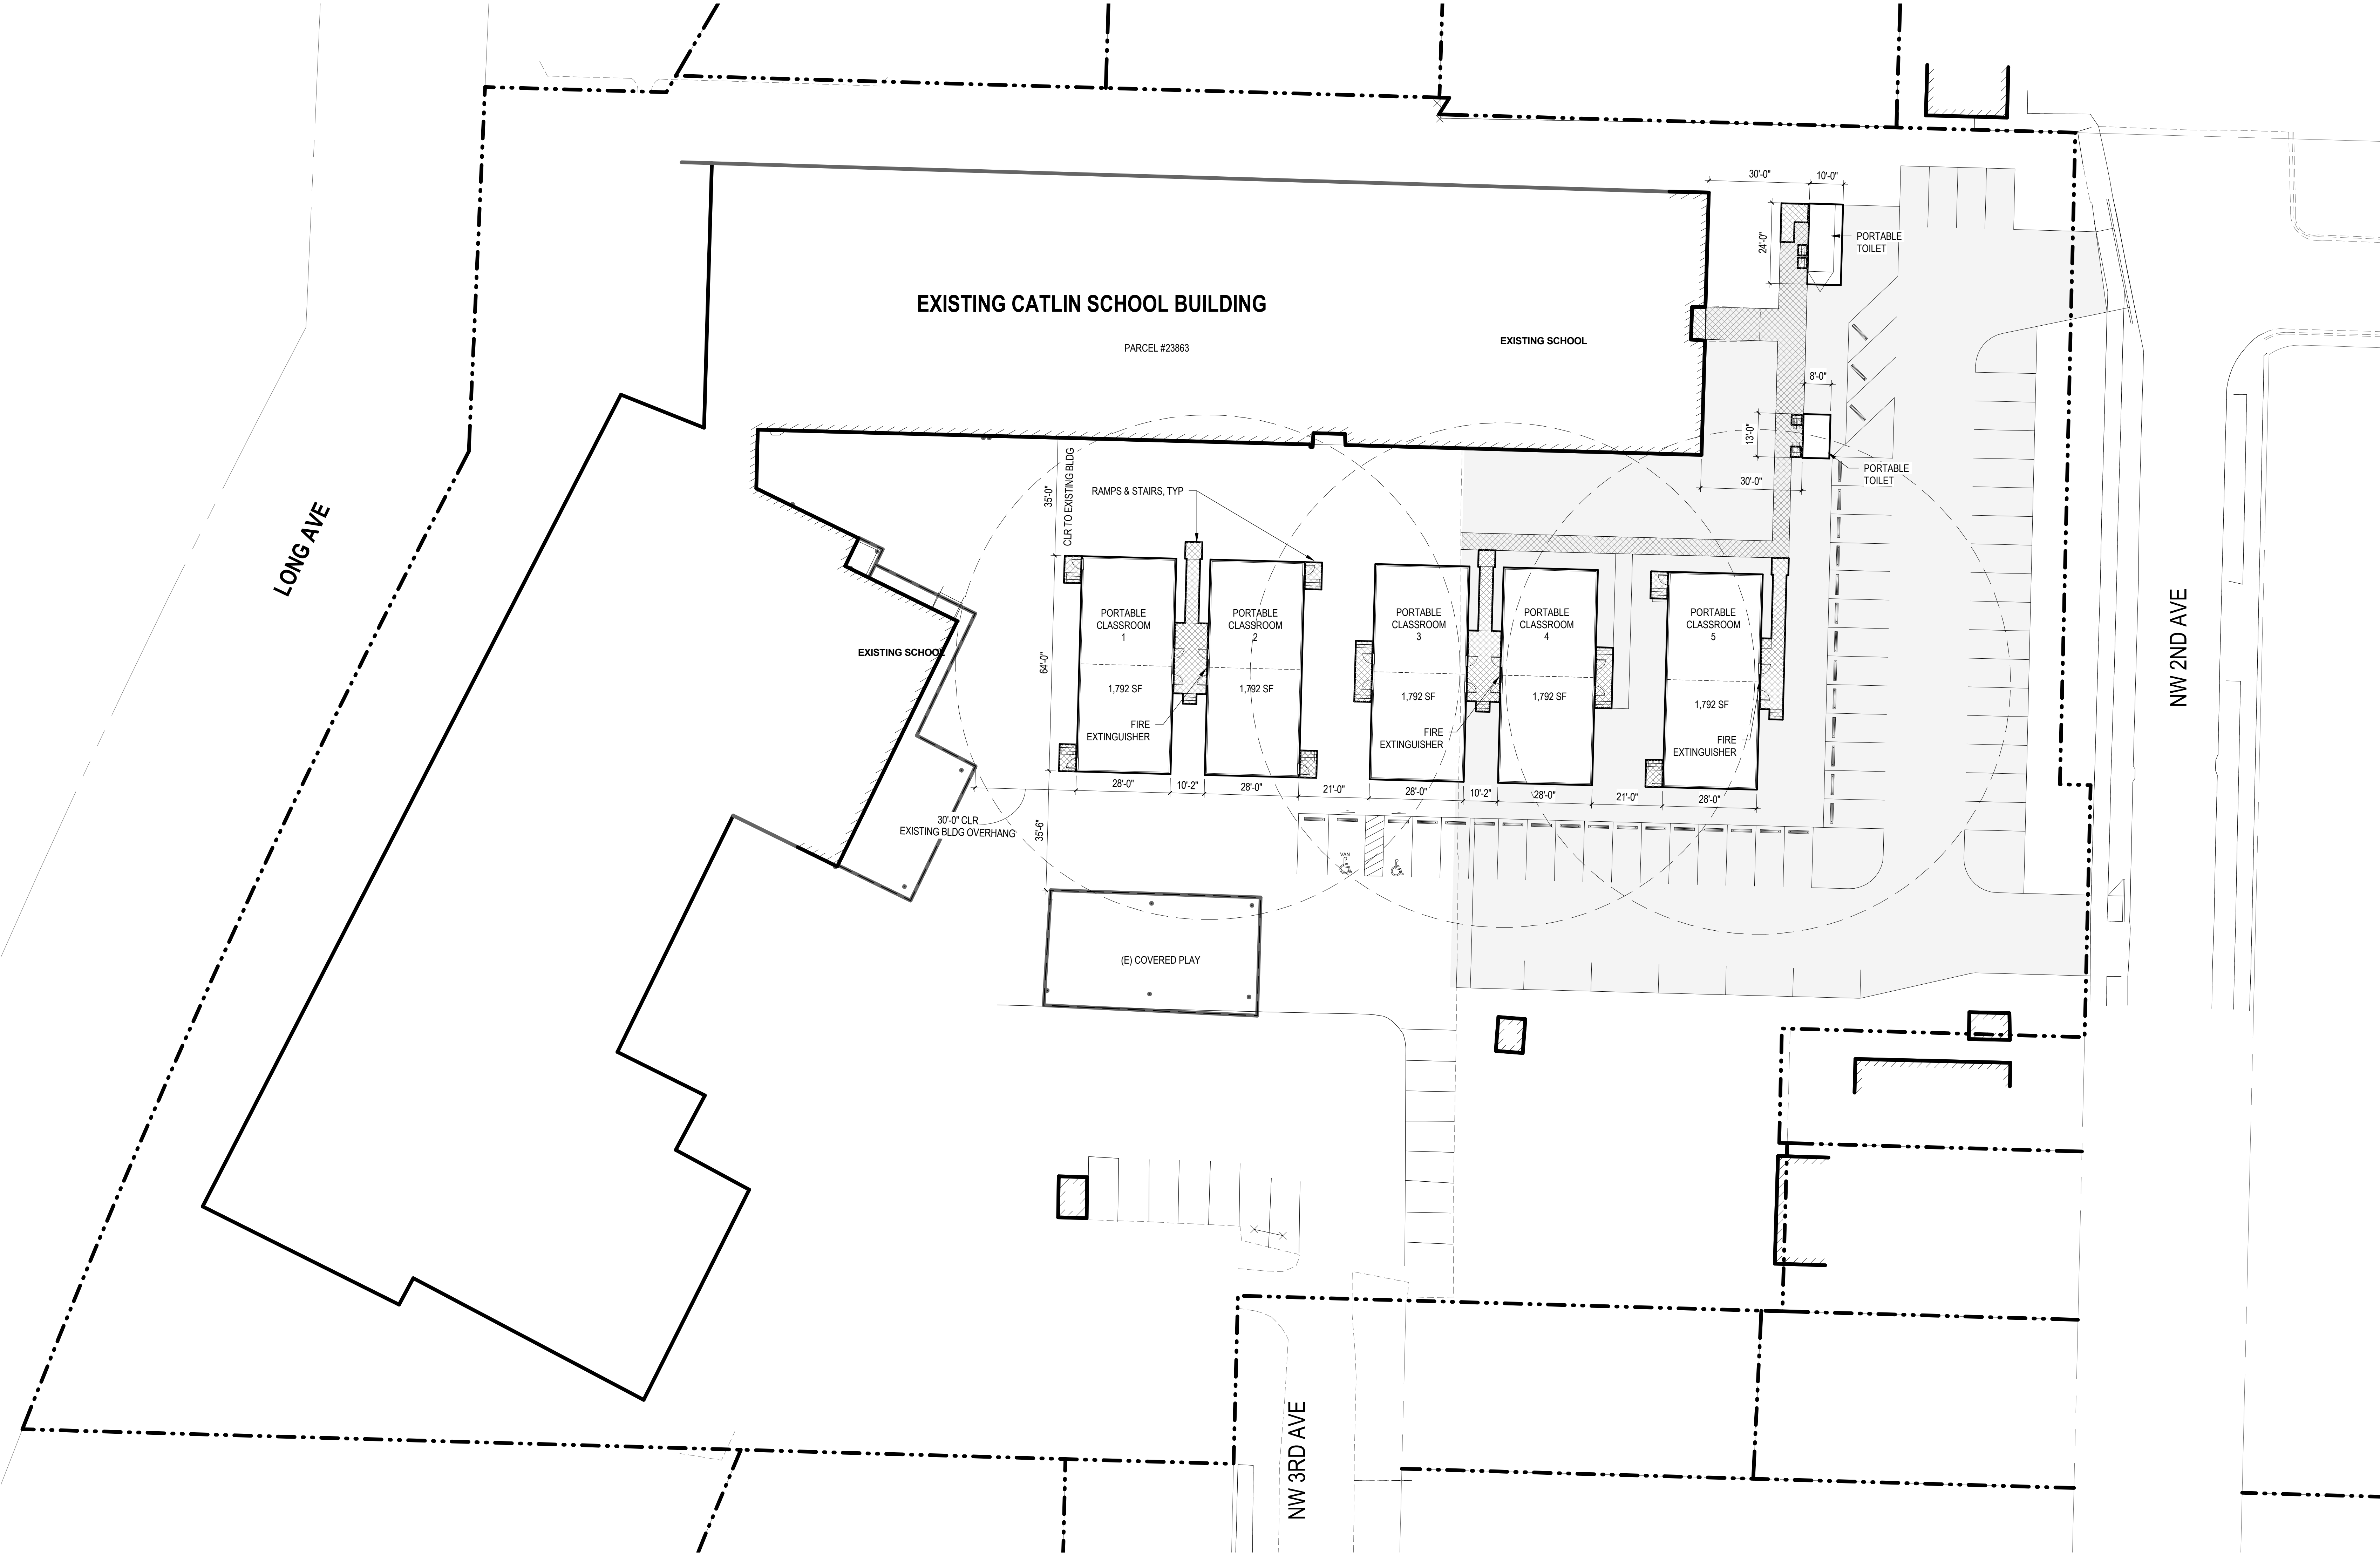 30'-0"
10'-0"
24'-0"
PORTABLE
TOILET
EXISTING CATLIN SCHOOL BUILDING
PARCEL #23863
EXISTING SCHOOL
8'-0"
13'-0"
PORTABLE
TOILET
30'-0"
35'-0"
CLR TO EXISTING BLDG
RAMPS & STAIRS, TYP
LONG AVE
NW 2ND AVE
EXISTING SCHOOL
64'-0"
PORTABLE
CLASSROOM
1
1,792 SF
FIRE
EXTINGUISHER
PORTABLE
CLASSROOM
2
1,792 SF
PORTABLE
CLASSROOM
3
1,792 SF
FIRE
EXTINGUISHER
PORTABLE
CLASSROOM
4
1,792 SF
PORTABLE
CLASSROOM
5
1,792 SF
FIRE
EXTINGUISHER
28'-0"
10'-2"
28'-0"
21'-0"
28'-0"
10'-2"
28'-0"
21'-0"
28'-0"
30'-0" CLR
EXISTING BLDG OVERHANG
35'-6"
VAN
(E) COVERED PLAY
NW 3RD AVE